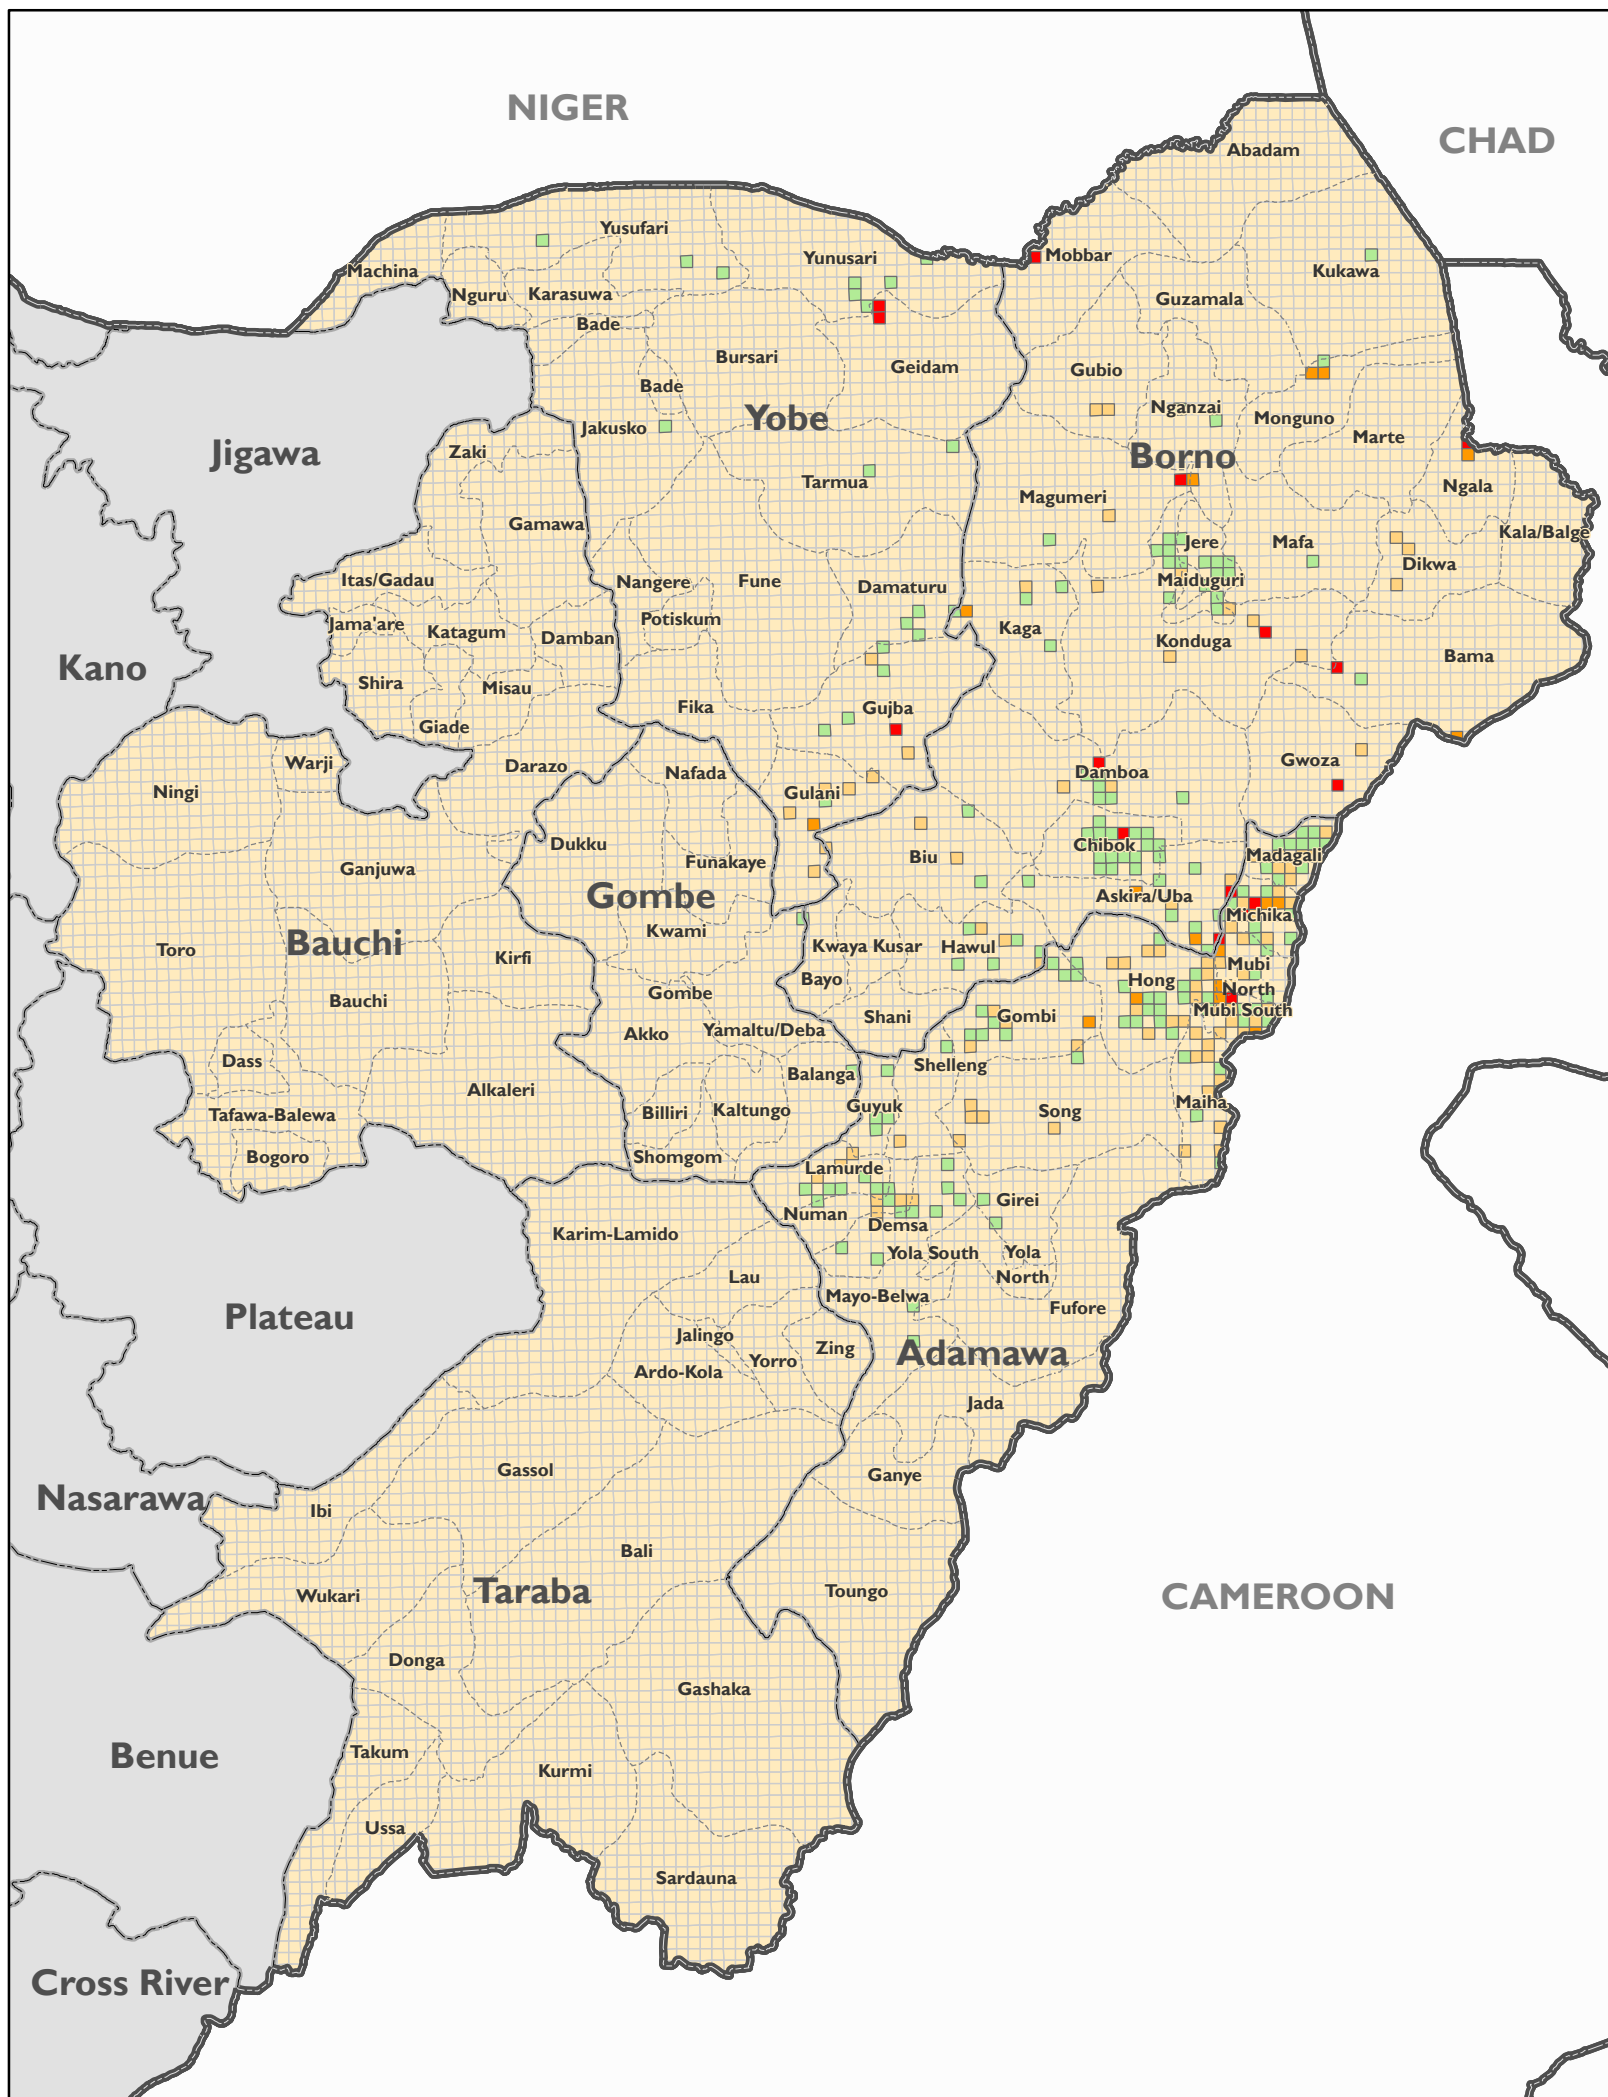 NIGER
CHAD
Abadam
Yusufari
Yunusari
Mobbar
Kukawa
Machina
Nguru
Karasuwa
Guzamala
Bade
Bursari
Geidam
Gubio
Bade
Nganzai
Monguno
Yobe
Jakusko
Marte
Jigawa
Zaki
Borno
Tarmua
Magumeri
Ngala
Gamawa
Kala/Balge
Jere
Mafa
Dikwa
Itas/Gadau
Nangere
Fune
Damaturu
Maiduguri
Jama'are
Katagum
Damban
Potiskum
Kaga
Konduga
Kano
Bama
Shira
Misau
Fika
Gujba
Giade
Warji
Darazo
Nafada
Damboa
Gwoza
Ningi
Gulani
Dukku
Funakaye
Biu
Chibok
Madagali
Ganjuwa
Gombe
Askira/Uba
Michika
Kwami
Bauchi
Toro
Kirfi
Kwaya Kusar
Hawul
Mubi
North
Bayo
Hong
Bauchi
Gombe
Mubi South
Akko
Yamaltu/Deba
Shani
Gombi
Dass
Balanga
Shelleng
Alkaleri
Maiha
Tafawa-Balewa
Billiri
Kaltungo
Guyuk
Song
Bogoro
Shomgom
Lamurde
Girei
Numan
Demsa
Karim-Lamido
Yola South
Yola
North
Lau
Mayo-Belwa
Fufore
Plateau
Jalingo
Zing
Adamawa
Yorro
Ardo-Kola
Jada
Gassol
Ganye
Nasarawa
Ibi
Bali
Wukari
Taraba
Toungo
CAMEROON
Donga
Gashaka
Benue
Takum
Kurmi
Ussa
Sardauna
Cross River